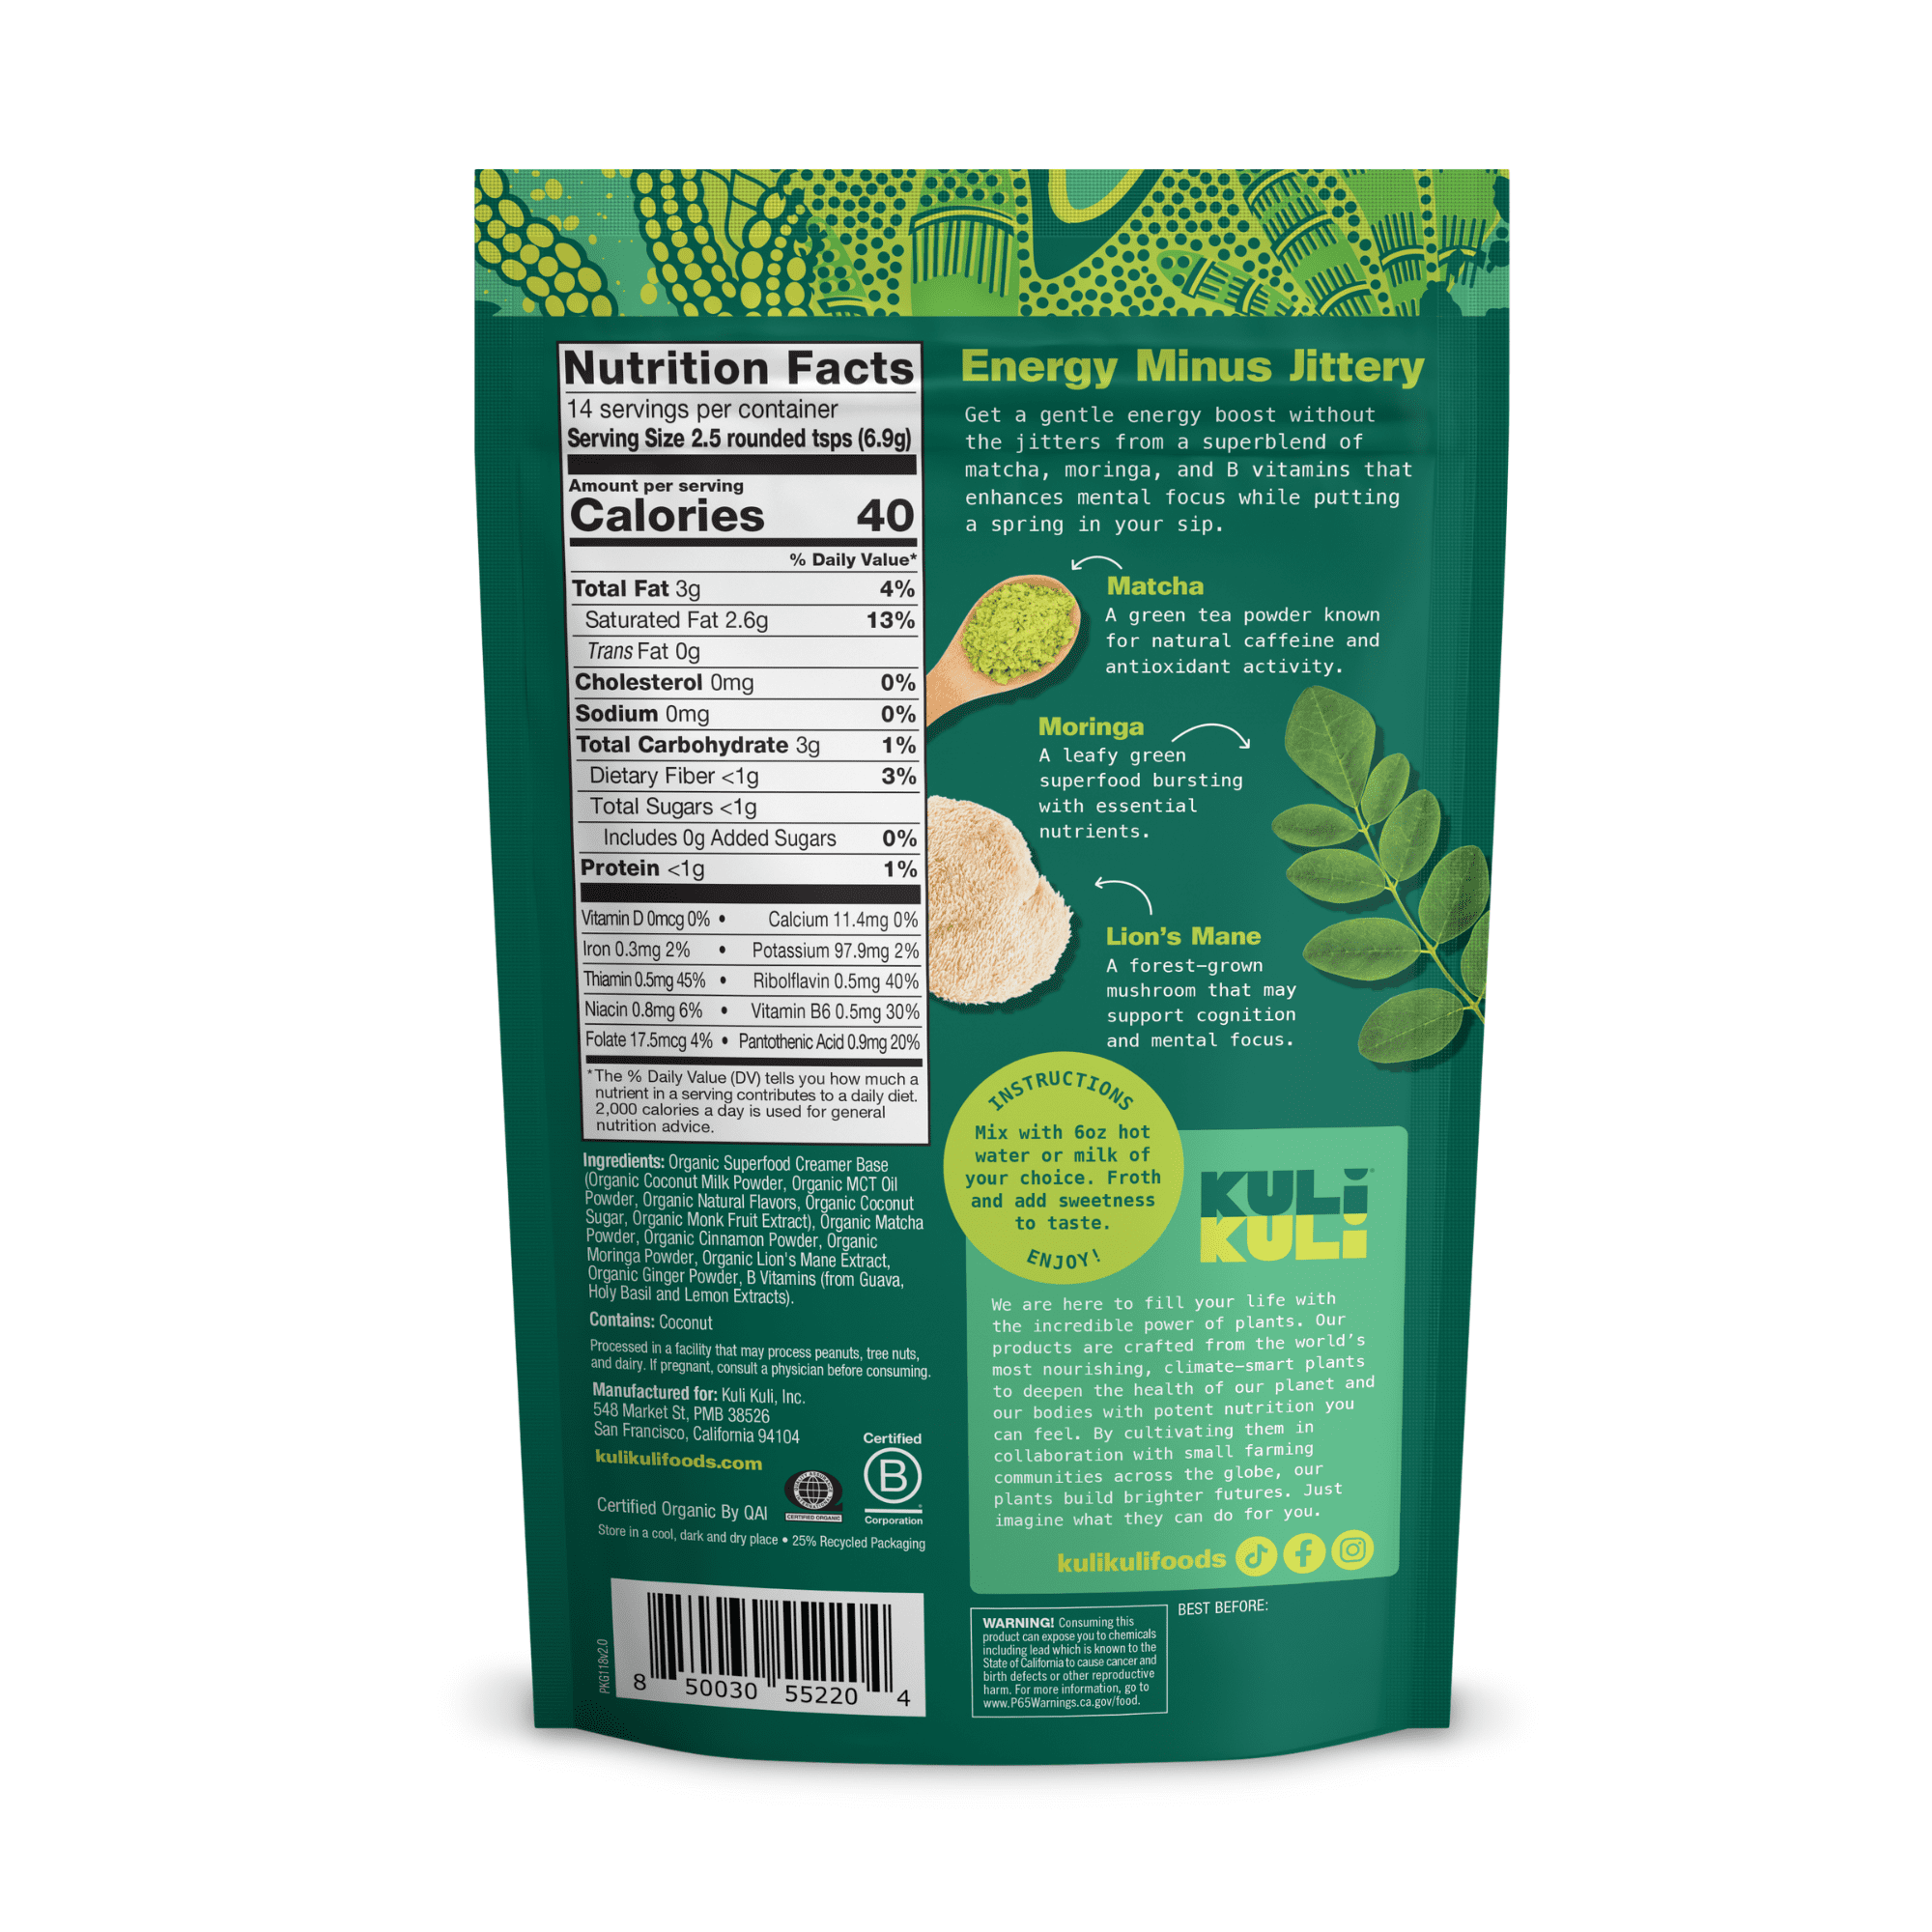 Nutrition Facts
14 servings per container
Serving Size 2.5 rounded tsps (6.9g)
Amount per serving
Calories 40
% Daily Value*
Total Fat 3g 4%
Saturated Fat 2.6g 13%
Trans Fat 0g
Cholesterol 0mg 0%
Sodium 0mg 0%
Total Carbohydrate 3g 1%
Dietary Fiber <1g 3%
Total Sugars <1g
Includes 0g Added Sugars 0%
Protein <1g 1%
Vitamin D 0mcg 0% • Calcium 11.4mg 0%
Iron 0.3mg 2% • Potassium 97.9mg 2%
Thiamin 0.5mg 45% • Ribolflavin 0.5mg 40%
Niacin 0.8mg 6% • Vitamin B6 0.5mg 30%
Folate 17.5mcg 4% • Pantothenic Acid 0.9mg 20%
*The % Daily Value (DV) tells you how much a
nutrient in a serving contributes to a daily diet.
2,000 calories a day is used for general
nutrition advice.
Ingredients: Organic Superfood Creamer Base
(Organic Coconut Milk Powder, Organic MCT Oil
Powder, Organic Natural Flavors, Organic Coconut
Sugar, Organic Monk Fruit Extract), Organic Matcha
Powder, Organic Cinnamon Powder, Organic
Moringa Powder, Organic Lion's Mane Extract,
Organic Ginger Powder, B Vitamins (from Guava,
Holy Basil and Lemon Extracts).
Contains: Coconut
Processed in a facility that may process peanuts, tree nuts,
and dairy. If pregnant, consult a physician before consuming.
Manufactured for: Kuli Kuli, Inc.
548 Market St, PMB 38526
San Francisco, California 94104
kulikulifoods.com
Certified Organic By QAI
QUALITY ASSURANCE
INTERNATIONAL
CERTIFIED ORGANIC
Certified
B
Corporation
Store in a cool, dark and dry place • 25% Recycled Packaging
PKG118v2.0
8 50030 55220 4
Energy Minus Jittery
Get a gentle energy boost without
the jitters from a superblend of
matcha, moringa, and B vitamins that
enhances mental focus while putting
a spring in your sip.
Matcha
A green tea powder known
for natural caffeine and
antioxidant activity.
Moringa
A leafy green
superfood bursting
with essential
nutrients.
Lion's Mane
A forest-grown
mushroom that may
support cognition
and mental focus.
INSTRUCTIONS
Mix with 6oz hot
water or milk of
your choice. Froth
and add sweetness
to taste.
ENJOY!
KULi
KULi
We are here to fill your life with
the incredible power of plants. Our
products are crafted from the world's
most nourishing, climate-smart plants
to deepen the health of our planet and
our bodies with potent nutrition you
can feel. By cultivating them in
collaboration with small farming
communities across the globe, our
plants build brighter futures. Just
imagine what they can do for you.
kulikulifoods
WARNING! Consuming this
product can expose you to chemicals
including lead which is known to the
State of California to cause cancer and
birth defects or other reproductive
harm. For more information, go to
www.P65Warnings.ca.gov/food.
BEST BEFORE: